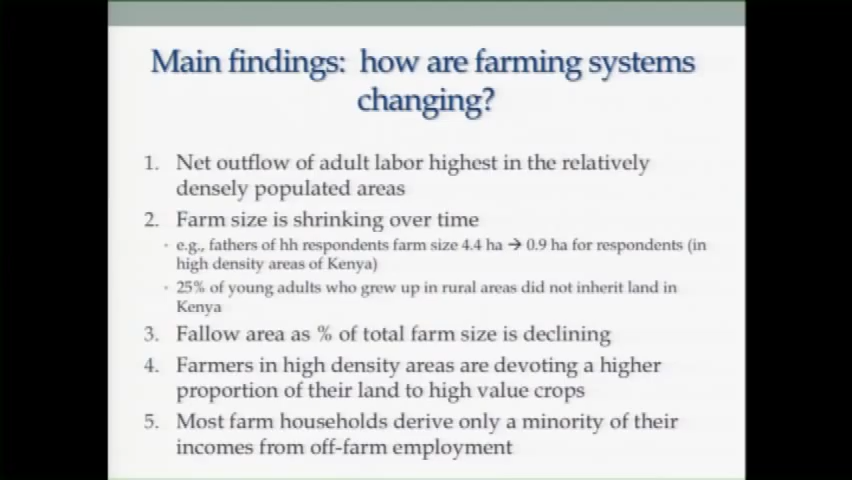 Main findings: how are farming systems
changing?
1. Net outflow of adult labor highest in the relatively
densely populated areas
2. Farm size is shrinking over time
• e.g., fathers of hh respondents farm size 4.4 ha → 0.9 ha for respondents (in
high density areas of Kenya)
• 25% of young adults who grew up in rural areas did not inherit land in
Kenya
3. Fallow area as % of total farm size is declining
4. Farmers in high density areas are devoting a higher
proportion of their land to high value crops
5. Most farm households derive only a minority of their
incomes from off-farm employment